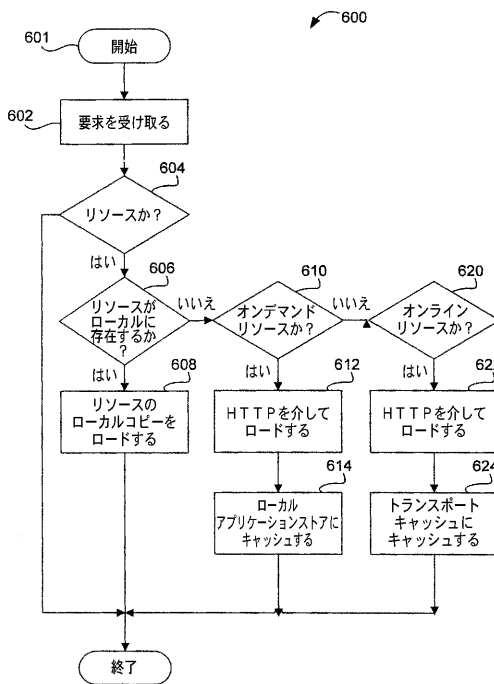 600
601
開始
602
要求を受け取る
604
リソースか?
はい
606
リソースが
ローカルに
存在するか
?
いいえ
610
オンデマンド
リソースか?
いいえ
620
オンライン
リソースか?
はい
608
リソースの
ローカルコピーを
ロードする
はい
612
HTTPを介して
ロードする
はい
HTTPを介して
ロードする
614
ローカル
アプリケーションストアに
キャッシュする
624
トランスポート
キャッシュに
キャッシュする
終了